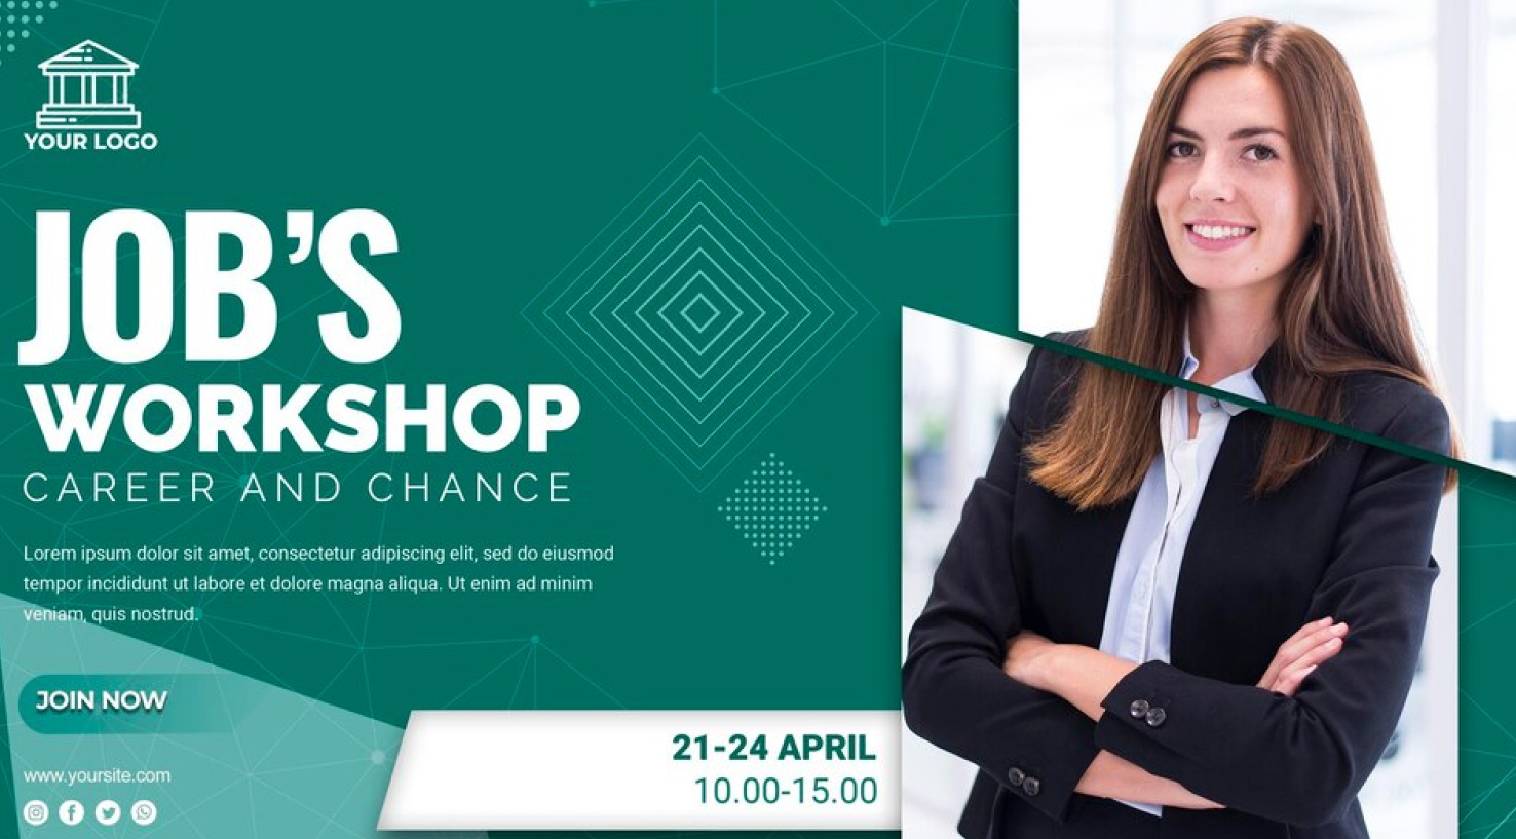 YOUR LOGO
JOB'S
WORKSHOP
CAREER AND CHANCE
Lorem ipsum dolor sit amet, consectetur adipiscing elit, sed do eiusmod
tempor incididunt ut labore et dolore magna aliqua. Ut enim ad minim
veniam, quis nostrud.
JOIN NOW
21-24 APRIL
10.00-15.00
www.yoursite.com